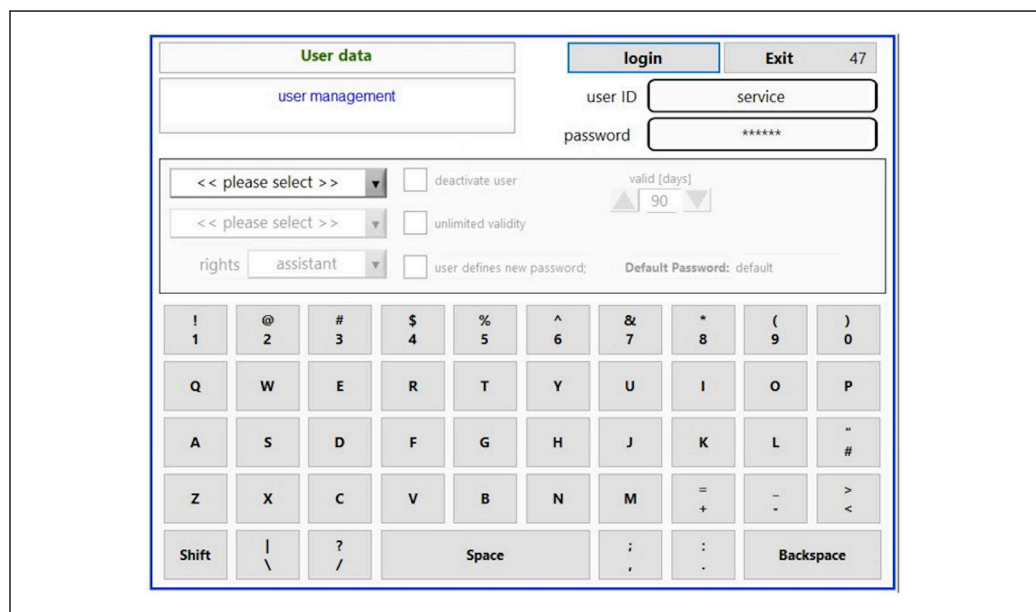 User data
login
Exit 47
user management
user ID service
password ******
<< please select >>
deactivate user
valid [days]
90
<< please select >>
unlimited validity
rights assistant
user defines new password;
Default Password: default
! @ # $ % ^ & * ( )
1 2 3 4 5 6 7 8 9 0
Q W E R T Y U I O P
A S D F G H J K L " #
Z X C V B N M = + _ - > <
Shift | \ ? / Space ; , : . Backspace